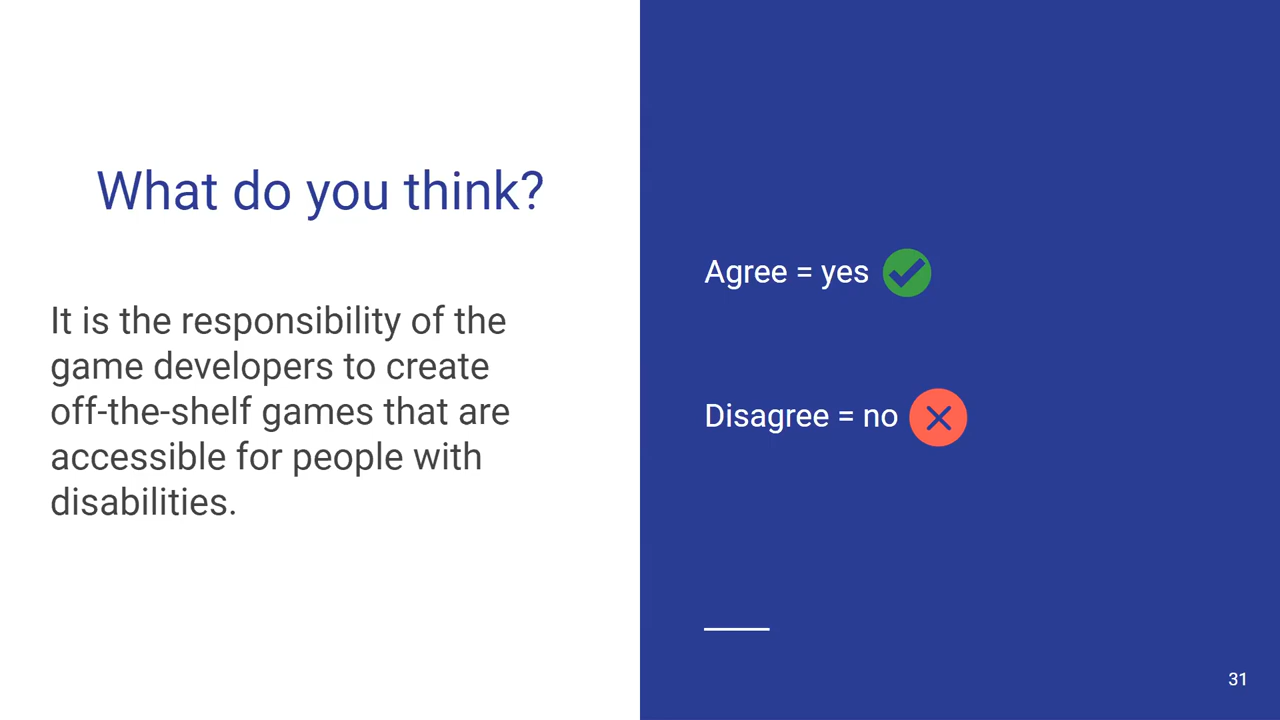 What do you think?
It is the responsibility of the
game developers to create
off-the-shelf games that are
accessible for people with
disabilities.
Agree = yes
Disagree = no
31